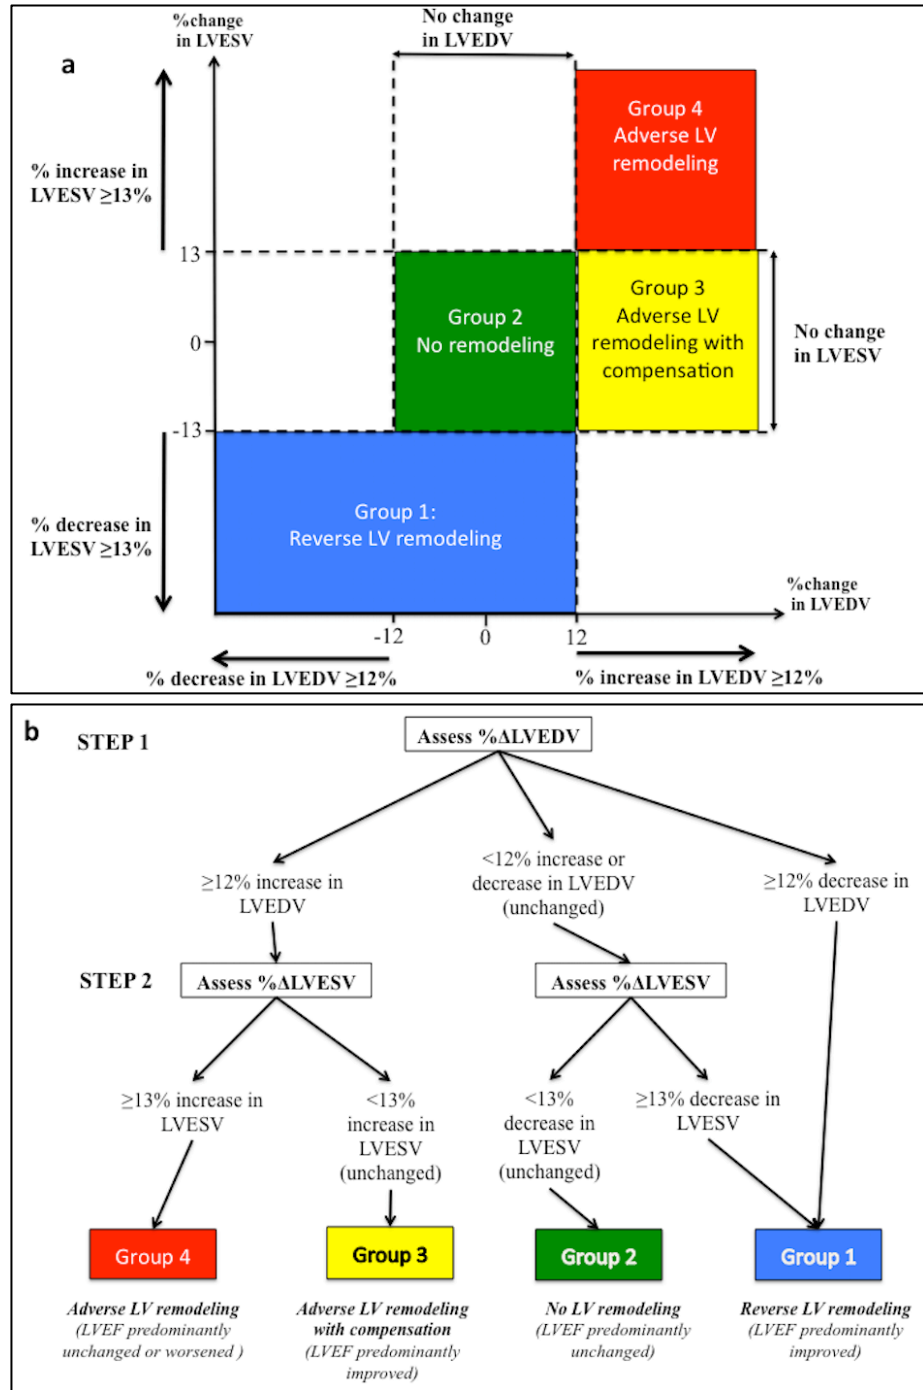 %change
in LVESV
No change
in LVEDV
a
Group 4
Adverse LV
remodeling
% increase in
LVESV ≥13%
13
Group 2
No remodeling
Group 3
Adverse LV
remodeling with
compensation
No change
in LVESV
0
-13
% decrease in
LVESV ≥13%
Group 1:
Reverse LV remodeling
%change
in LVEDV
-12
0
12
% decrease in LVEDV ≥12%
% increase in LVEDV ≥12%
b
STEP 1
Assess %ΔLVEDV
≥12% increase in
LVEDV
<12% increase or
decrease in LVEDV
(unchanged)
≥12% decrease in
LVEDV
STEP 2
Assess %ΔLVESV
Assess %ΔLVESV
≥13% increase in
LVESV
<13%
increase in
LVESV
(unchanged)
<13%
decrease in
LVESV
(unchanged)
≥13% decrease in
LVESV
Group 4
Group 3
Group 2
Group 1
Adverse LV remodeling
(LVEF predominantly
unchanged or worsened )
Adverse LV remodeling
with compensation
(LVEF predominantly
improved)
No LV remodeling
(LVEF predominantly
unchanged)
Reverse LV remodeling
(LVEF predominantly
improved)